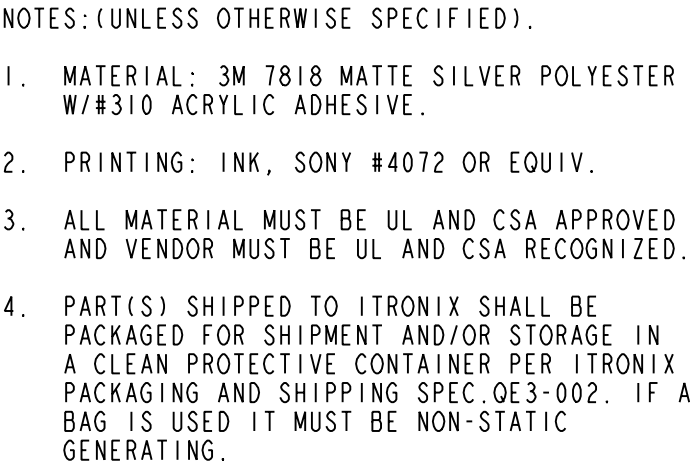 NOTES:(UNLESS OTHERWISE SPECIFIED).
1. MATERIAL: 3M 7818 MATTE SILVER POLYESTER
W/#310 ACRYLIC ADHESIVE.
2. PRINTING: INK, SONY #4072 OR EQUIV.
3. ALL MATERIAL MUST BE UL AND CSA APPROVED
AND VENDOR MUST BE UL AND CSA RECOGNIZED.
4. PART(S) SHIPPED TO ITRONIX SHALL BE
PACKAGED FOR SHIPMENT AND/OR STORAGE IN
A CLEAN PROTECTIVE CONTAINER PER ITRONIX
PACKAGING AND SHIPPING SPEC.QE3-002. IF A
BAG IS USED IT MUST BE NON-STATIC
GENERATING.